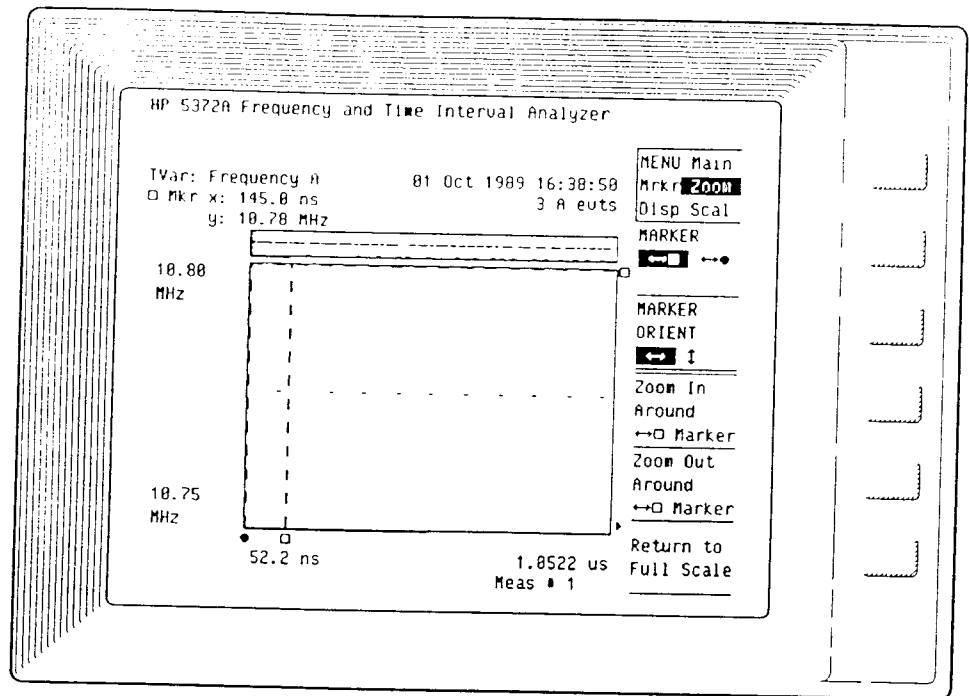 HP 5372A Frequency and Time Interval Analyzer
TVar: Frequency A
01 Oct 1989 16:38:50
Mkr x: 145.0 ns
3 A evts
y: 10.78 MHz
10.80
MHz
10.75
MHz
52.2 ns
1.0522 us
Meas # 1
MENU Main
Mrkr Zoom
Disp Scal
MARKER
MARKER
ORIENT
Zoom In
Around
↔□ Marker
Zoom Out
Around
↔□ Marker
Return to
Full Scale